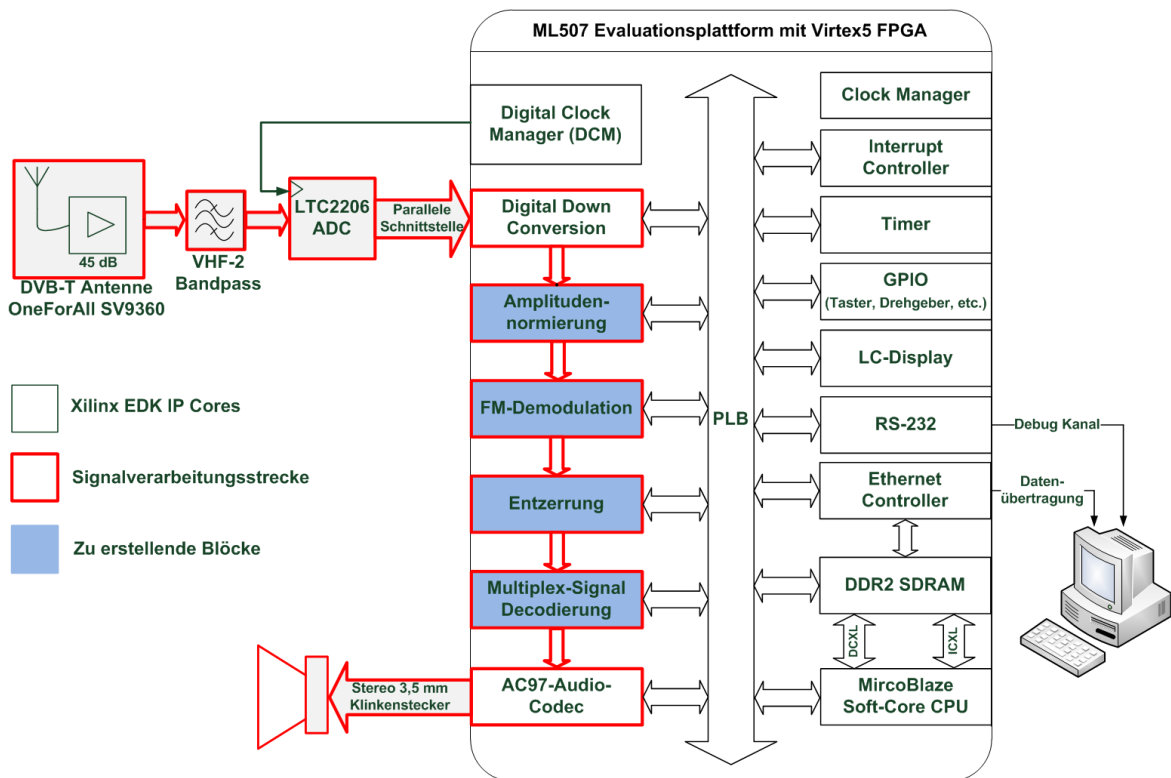 ML507 Evaluationsplattform mit Virtex5 FPGA
Digital Clock
Manager (DCM)
45 dB
DVB-T Antenne
OneForAll SV9360
VHF-2
Bandpass
LTC2206
ADC
Parallele
Schnittstelle
Digital Down
Conversion
Amplituden-
normierung
FM-Demodulation
Entzerrung
Multiplex-Signal
Decodierung
AC97-Audio-
Codec
Stereo 3,5 mm
Klinkenstecker
Xilinx EDK IP Cores
Signalverarbeitungsstrecke
Zu erstellende Blöcke
PLB
Clock Manager
Interrupt
Controller
Timer
GPIO
(Taster, Drehgeber, etc.)
LC-Display
RS-232
Ethernet
Controller
DDR2 SDRAM
DCXL
ICXL
MircoBlaze
Soft-Core CPU
Debug Kanal
Daten-
übertragung